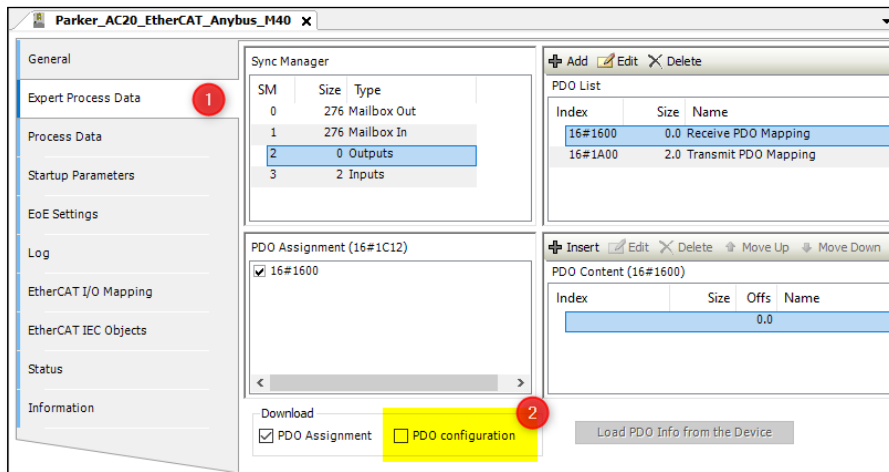 Parker_AC20_EtherCAT_Anybus_M40
General
Expert Process Data
1
Process Data
Startup Parameters
EoE Settings
Log
EtherCAT I/O Mapping
EtherCAT IEC Objects
Status
Information
Sync Manager
SM Size Type
0 276 Mailbox Out
1 276 Mailbox In
2 0 Outputs
3 2 Inputs
Add Edit Delete
PDO List
Index Size Name
16#1600 0.0 Receive PDO Mapping
16#1A00 2.0 Transmit PDO Mapping
PDO Assignment (16#1C12)
16#1600
Insert Edit Delete Move Up Move Down
PDO Content (16#1600)
Index Size Offs Name
0.0
Download
2
PDO Assignment PDO configuration
Load PDO Info from the Device